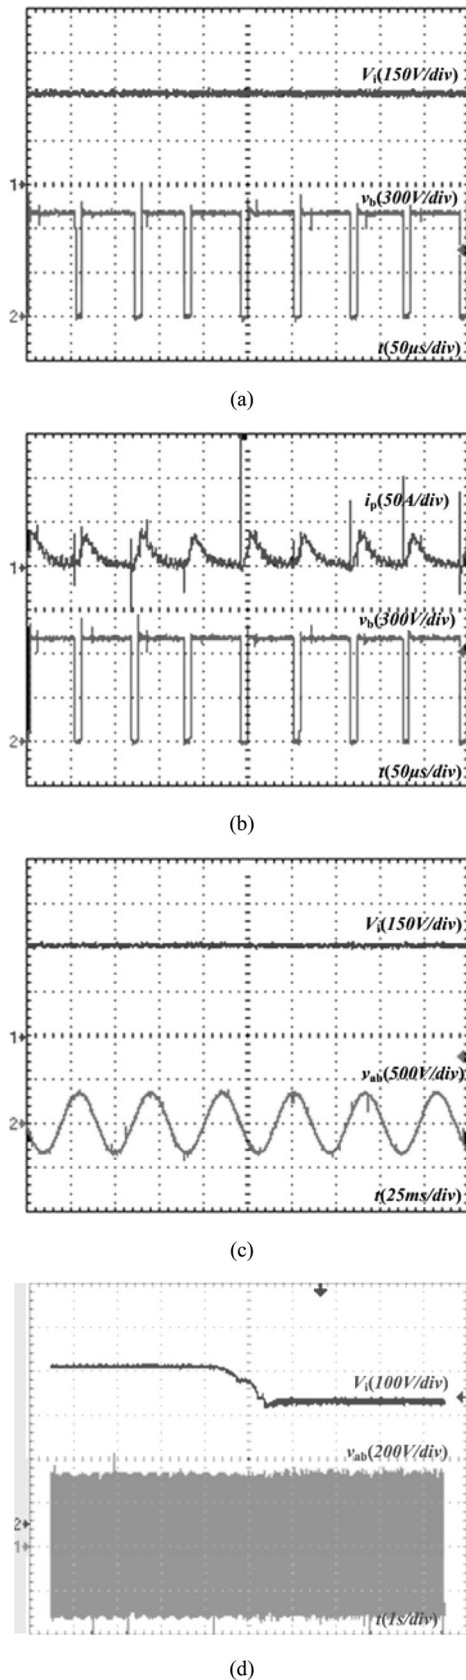 Vi(150V/div)
1
vb(300V/div)
2
t(50μs/div)
(a)
ip(50A/div)
1
vb(300V/div)
2
t(50μs/div)
(b)
Vi(150V/div)
1
vab(500V/div)
2
t(25ms/div)
(c)
Vi(100V/div)
vab(200V/div)
2
1
t(1s/div)
(d)